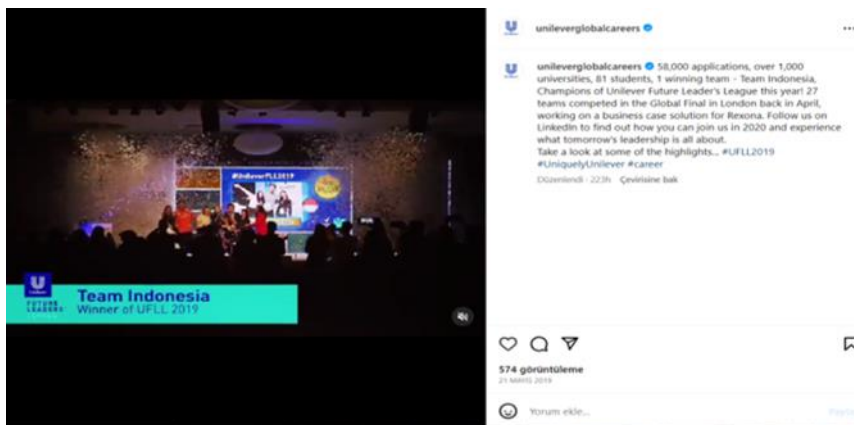 unileverglobalcareers
unileverglobalcareers 58,000 applications, over 1,000
universities, 81 students, 1 winning team - Team Indonesia,
Champions of Unilever Future Leader's League this year! 27
teams competed in the Global Final in London back in April,
working on a business case solution for Rexona. Follow us on
LinkedIn to find out how you can join us in 2020 and experience
what tomorrow's leadership is all about.
Take a look at some of the highlights... #UFLL2019
#UniquelyUnilever #career
Düzenlendi · 223h Çevirisine bak
#UnileverUFLL2019
FUTURE
LEADERS'
Team Indonesia
Winner of UFLL 2019
574 görüntüleme
21 MAYIS 2019
Yorum ekle...